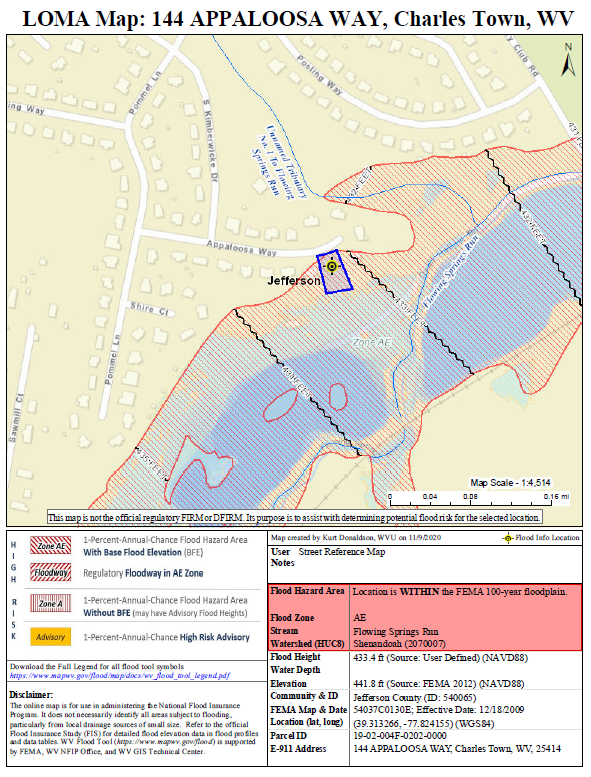 LOMA Map: 144 APPALOOSA WAY, Charles Town, WV
N
Posting Way
y Club Rd
Pommel Ln
ing Way
S Kimberwicke Dr
Unnamed Tributary
No. 1 To Flowing
Springs Run
Appaloosa Way
Jefferson
Flowing Springs Run
Shire Ct
Zone AE
Pommel Ln
Sawmill Ct
Map Scale - 1:4,514
0 0.04 0.08 0.12 0.16 mi
This map is not the official regulatory FIRM or DFIRM. Its purpose is to assist with determining potential flood risk for the selected location.
HIGH RISK
Zone AE
1-Percent-Annual-Chance Flood Hazard Area
With Base Flood Elevation (BFE)
Floodway
Regulatory Floodway in AE Zone
Zone A
1-Percent-Annual-Chance Flood Hazard Area
Without BFE (may have Advisory Flood Heights)
Advisory
1-Percent-Annual-Chance High Risk Advisory
Download the Full Legend for all flood tool symbols
https://www.mapwv.gov/flood/map/docs/wv_flood_tool_legend.pdf
Disclaimer:
The online map is for use in administering the National Flood Insurance
Program. It does not necessarily identify all areas subject to flooding,
particularly from local drainage sources of small size. Refer to the official
Flood Insurance Study (FIS) for detailed flood elevation data in flood profiles
and data tables. WV Flood Tool (https://www.mapwv.gov/flood) is supported
by FEMA, WV NFIP Office, and WV GIS Technical Center.
Map created by Kurt Donaldson, WVU on 11/9/2020
Flood Info Location
User Street Reference Map
Notes
Flood Hazard Area Location is WITHIN the FEMA 100-year floodplain.
Flood Zone AE
Stream Flowing Springs Run
Watershed (HUC8) Shenandoah (2070007)
Flood Height 433.4 ft (Source: User Defined) (NAVD88)
Water Depth
Elevation 441.8 ft (Source: FEMA 2012) (NAVD88)
Community & ID Jefferson County (ID: 540065)
FEMA Map & Date 54037C0130E; Effective Date: 12/18/2009
Location (lat, long) (39.313266, -77.824155) (WGS84)
Parcel ID 19-02-004F-0202-0000
E-911 Address 144 APPALOOSA WAY, Charles Town, WV, 25414